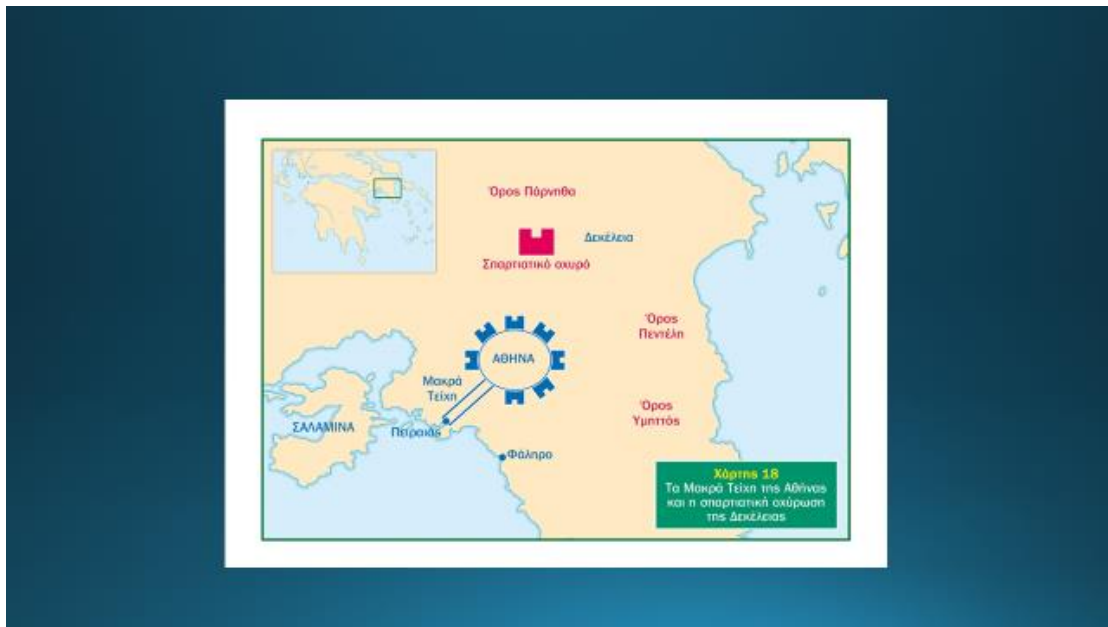 Όρος Πάρνηθα
Δεκέλεια
Σπαρτιατικό οχυρό
Όρος
Πεντέλη
ΑΘΗΝΑ
Μακρά
Τείχη
Όρος
Υμηττός
ΣΑΛΑΜΙΝΑ
Πειραιάς
Φάληρο
Χάρτης 18
Τα Μακρά Τείχη της Αθήνας
και η σπαρτιατική οχύρωση
της Δεκέλειας